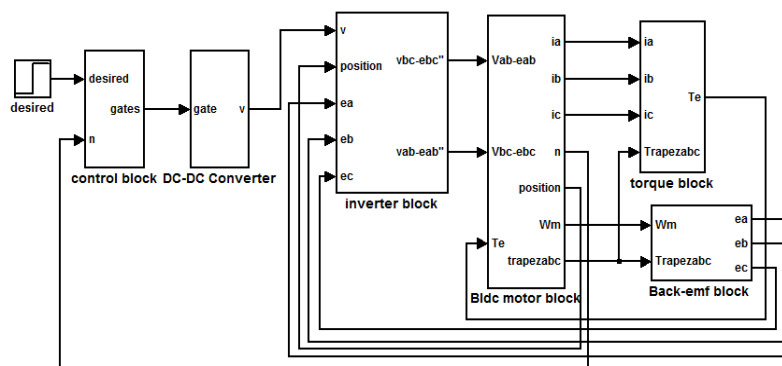 desired
desired
gates
n
control block
gate
v
DC-DC Converter
v
position
ea
eb
ec
vbc-ebc"
vab-eab"
inverter block
Vab-eab
Vbc-ebc
Te
ia
ib
ic
n
position
Wm
trapezabc
Bldc motor block
ia
ib
ic
Trapezabc
Te
torque block
Wm
Trapezabc
ea
eb
ec
Back-emf block